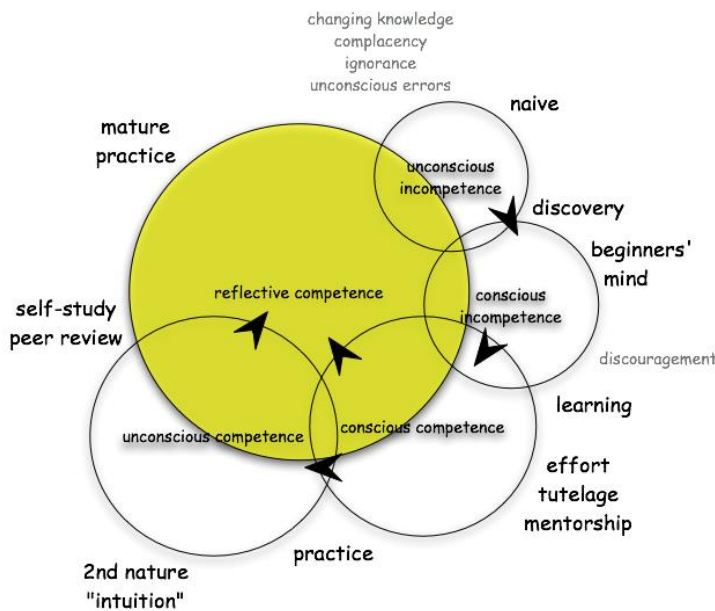 changing knowledge
complacency
ignorance
unconscious errors
naive
mature
practice
unconscious
incompetence
discovery
beginners'
mind
reflective competence
conscious
incompetence
self-study
peer review
discouragement
learning
unconscious competence
conscious competence
effort
tutelage
mentorship
practice
2nd nature
"intuition"